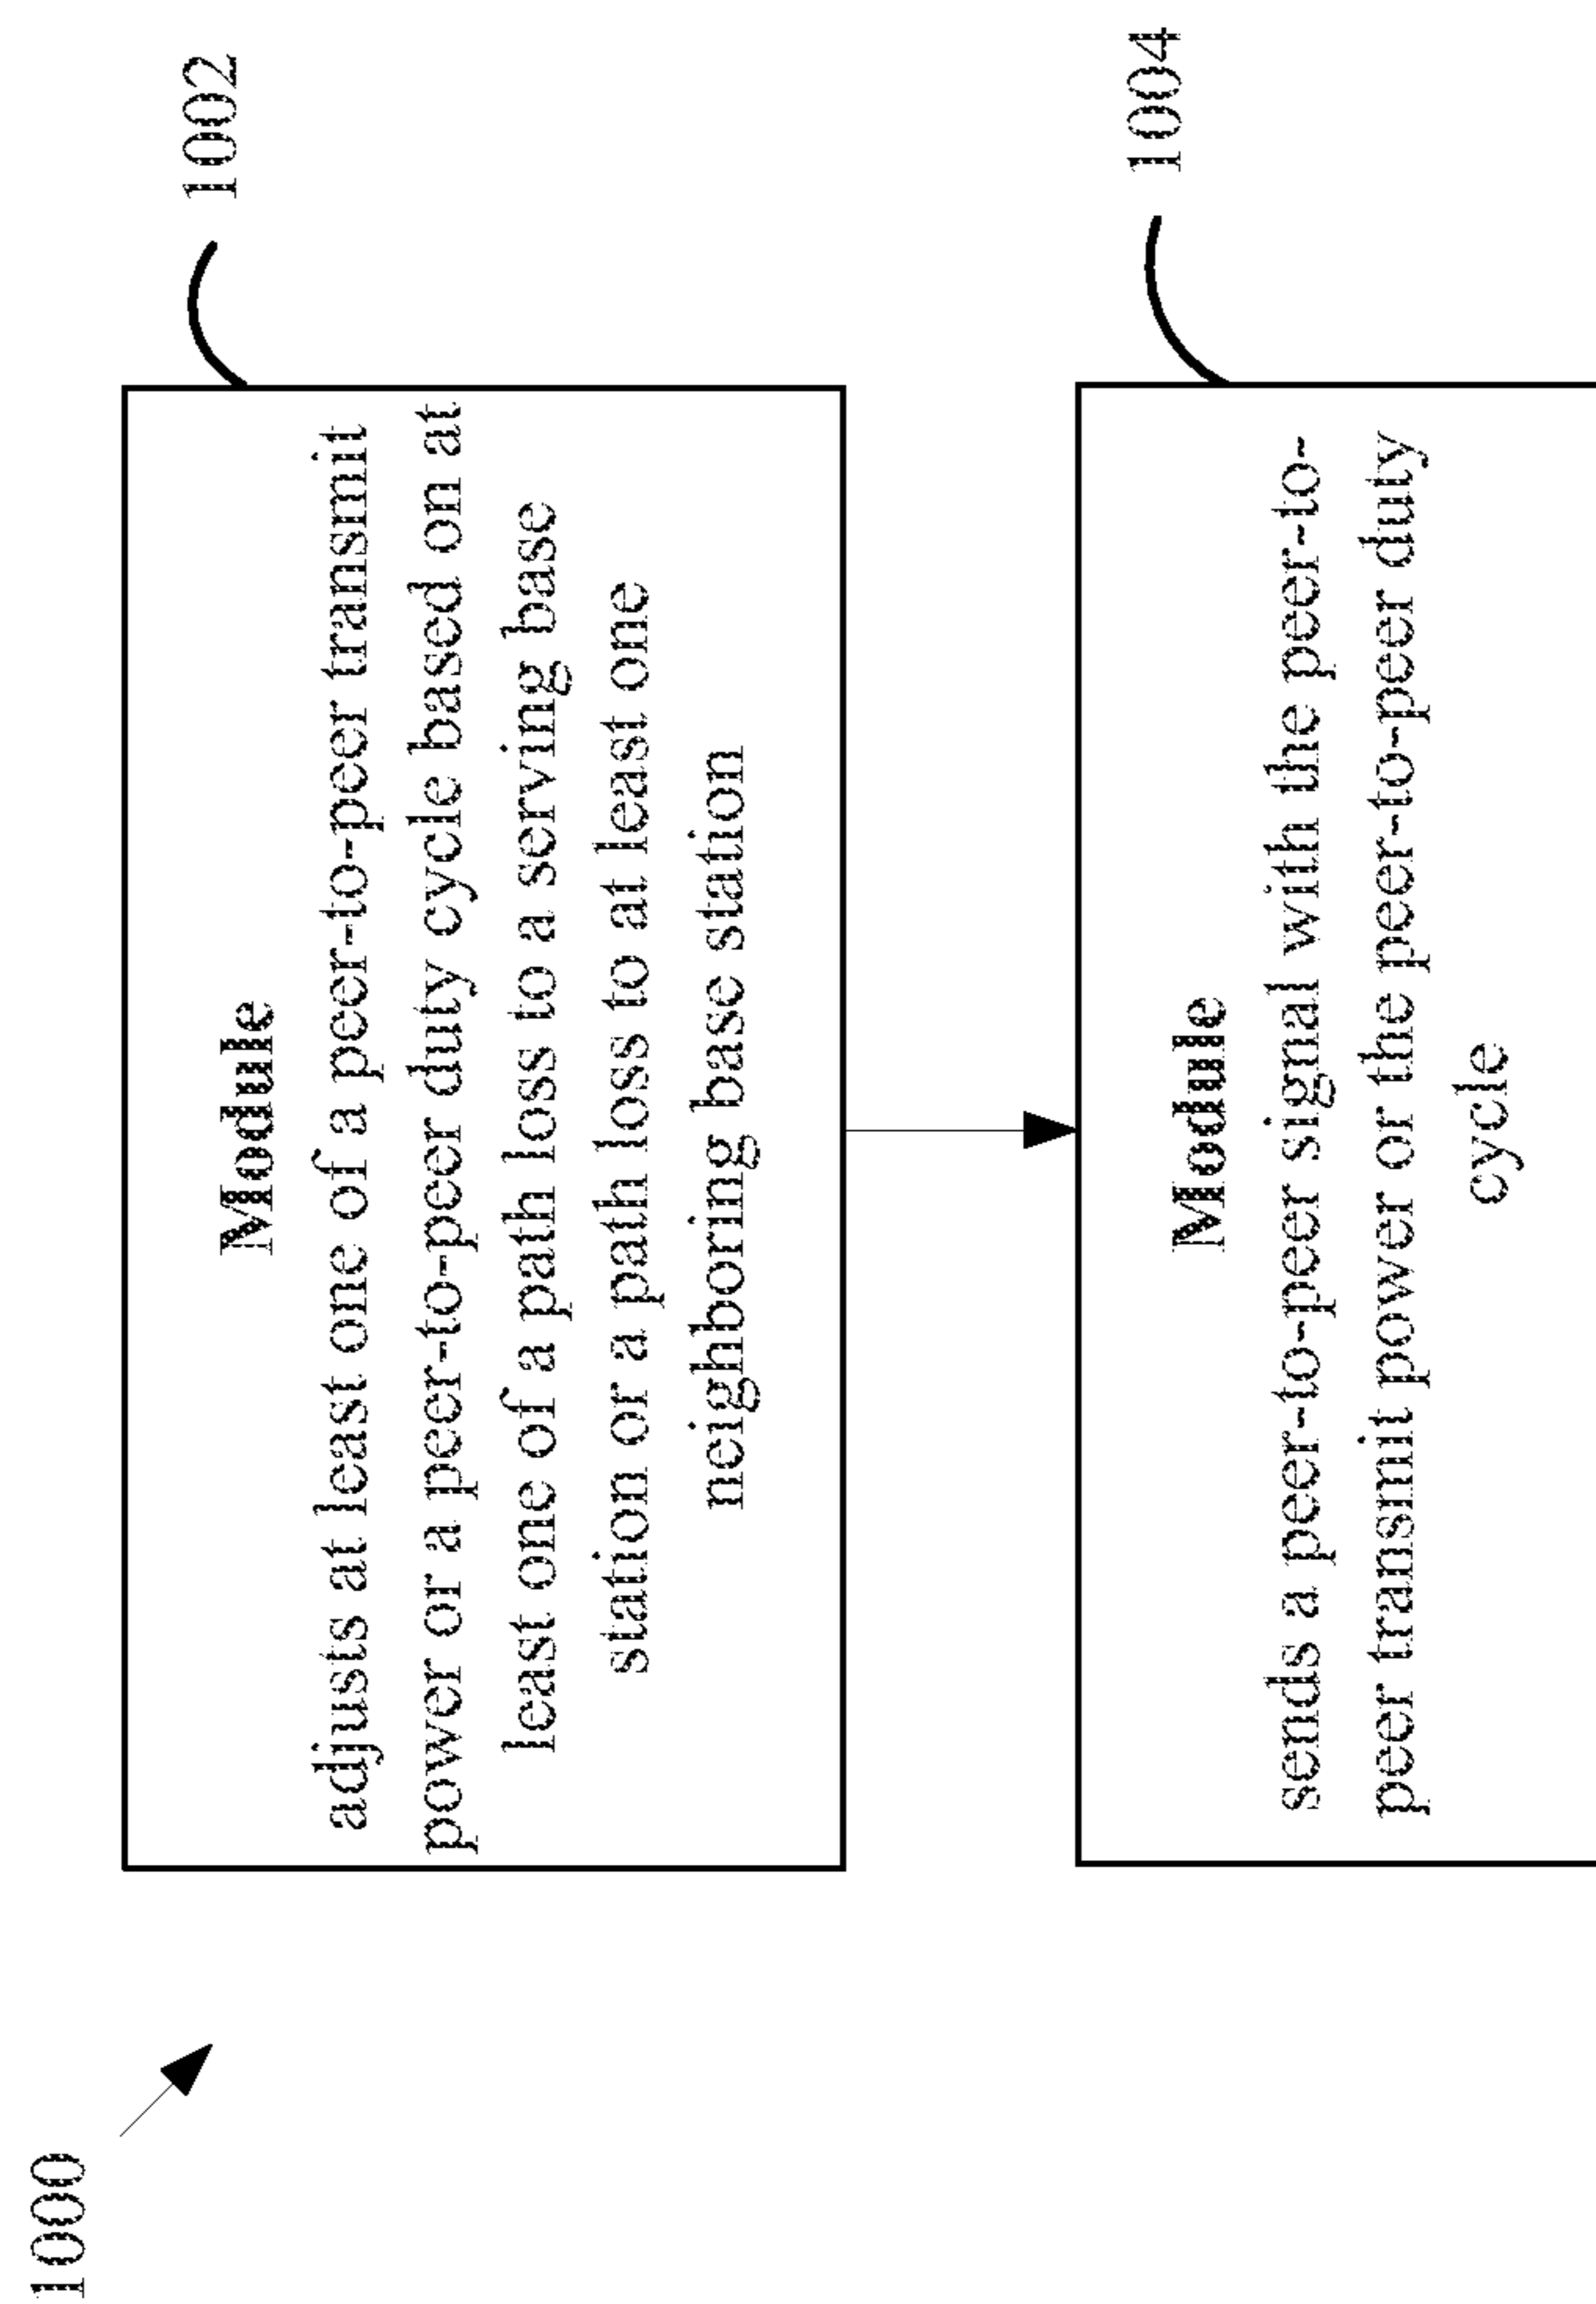 1000
1002
Module
adjusts at least one of a peer-to-peer transmit
power or a peer-to-peer duty cycle based on at
least one of a path loss to a serving base
station or a path loss to at least one
neighboring base station
1004
Module
sends a peer-to-peer signal with the peer-to-
peer transmit power or the peer-to-peer duty
cycle